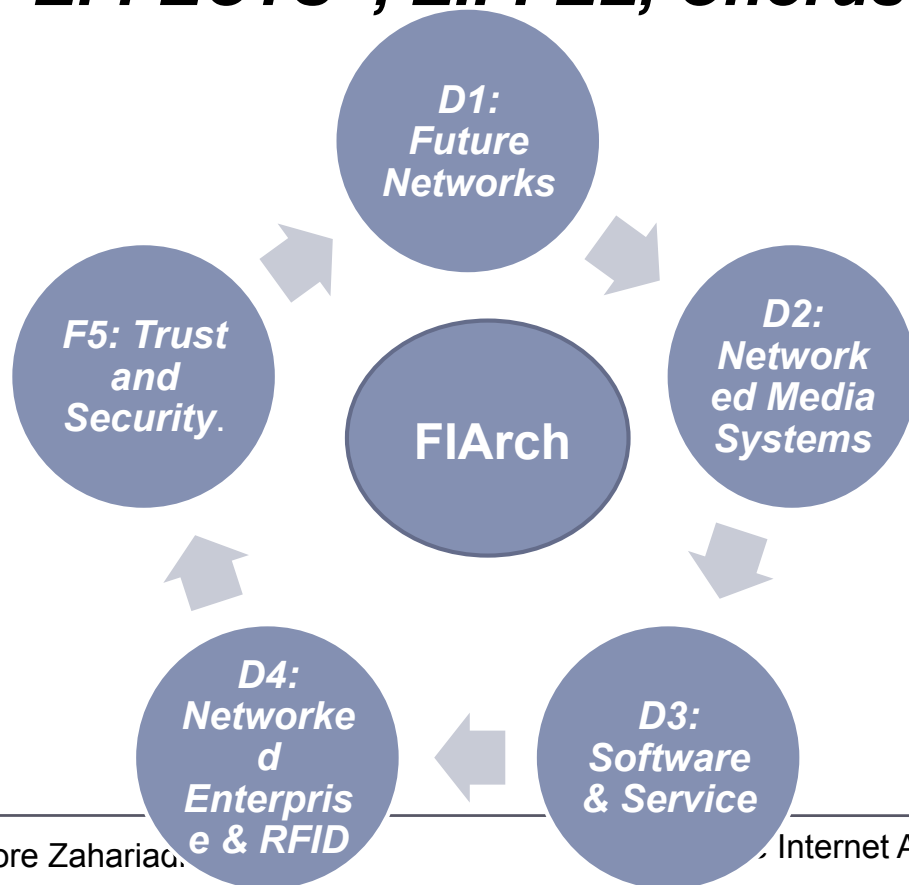 D1:
Future
Networks
D2:
Network
ed Media
Systems
F5: Trust
and
Security.
FIArch
D4:
Networke
d
Enterpris
e & RFID
D3:
Software
& Service
Internet